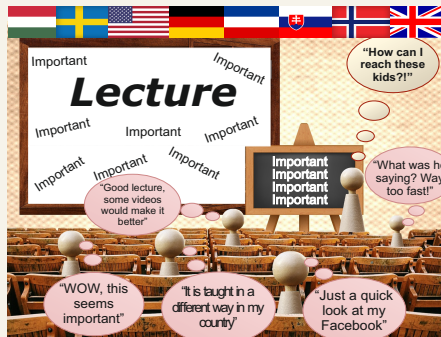 "How can I
reach these
kids?!"
Important
Important
Lecture
Important
Important
Important
Important
Important
Important
Important
Important
Important
Important
"What was he
saying? Way
too fast!"
"Good lecture,
some videos
would make it
better"
"WOW, this
seems
important"
"It is taught in a
different way in my
country"
"Just a quick
look at my
Facebook"